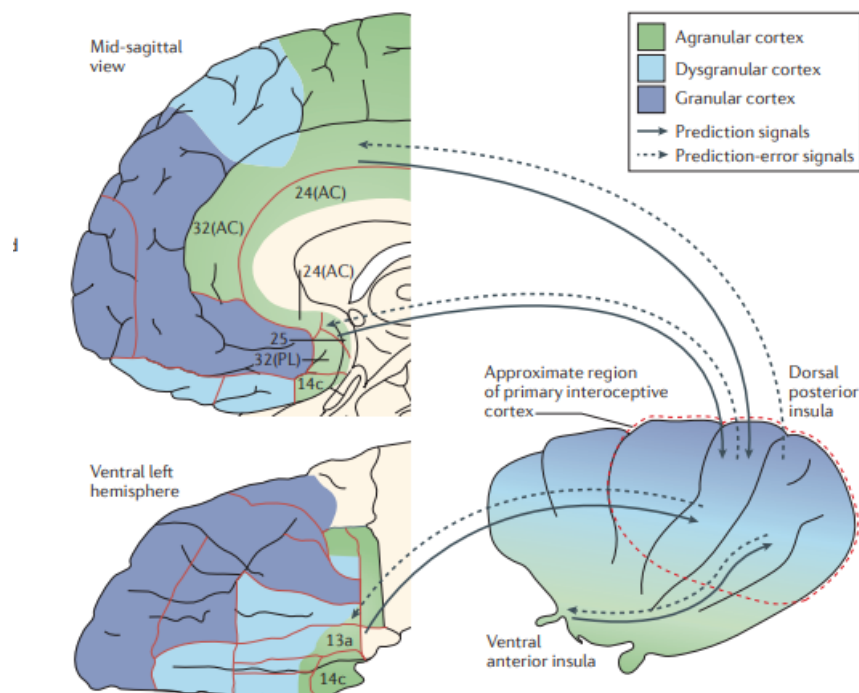 Mid-sagittal
view
Agranular cortex
Dysgranular cortex
Granular cortex
Prediction signals
Prediction-error signals
d
24(AC)
32(AC)
24(AC)
25
32(PL)
14c
Approximate region
of primary interoceptive
cortex
Dorsal
posterior
insula
Ventral left
hemisphere
13a
14c
Ventral
anterior insula